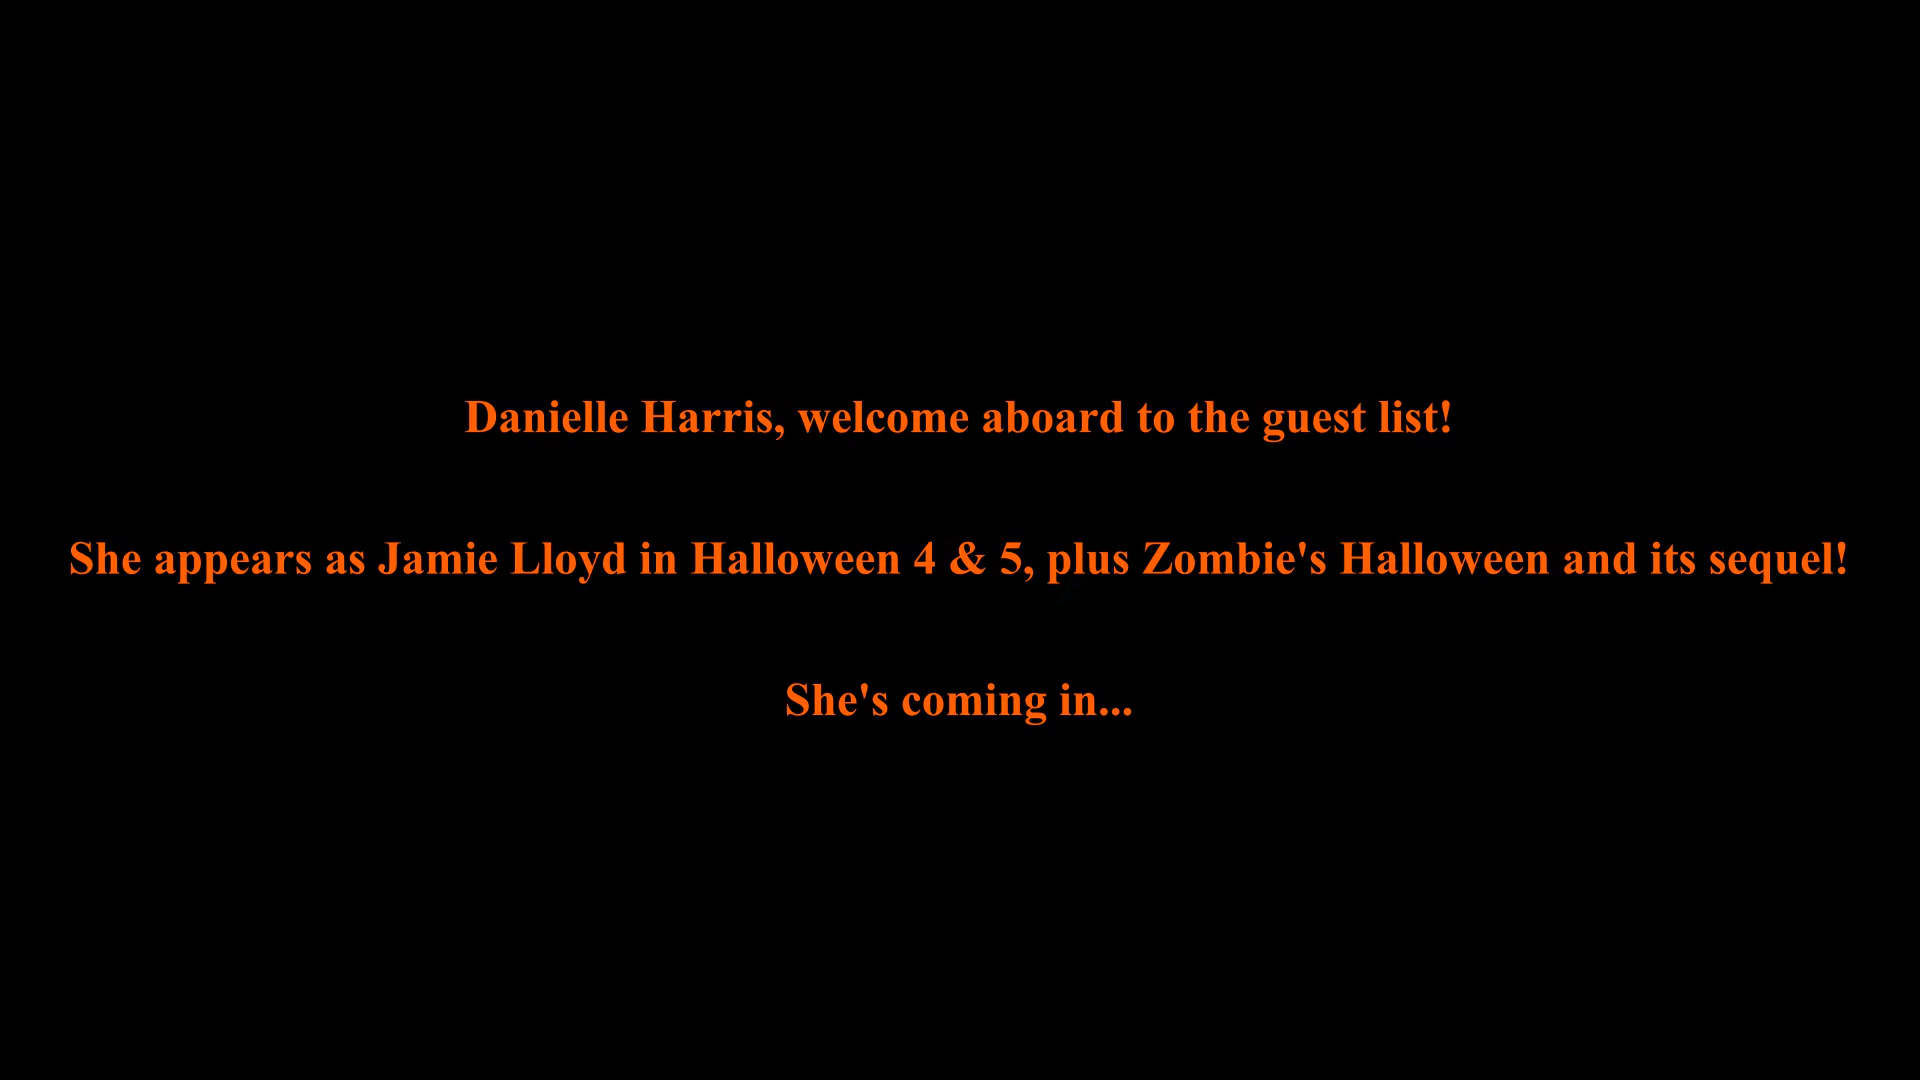 Danielle Harris, welcome aboard to the guest list!
She appears as Jamie Lloyd in Halloween 4 & 5, plus Zombie's Halloween and its sequel!
She's coming in...